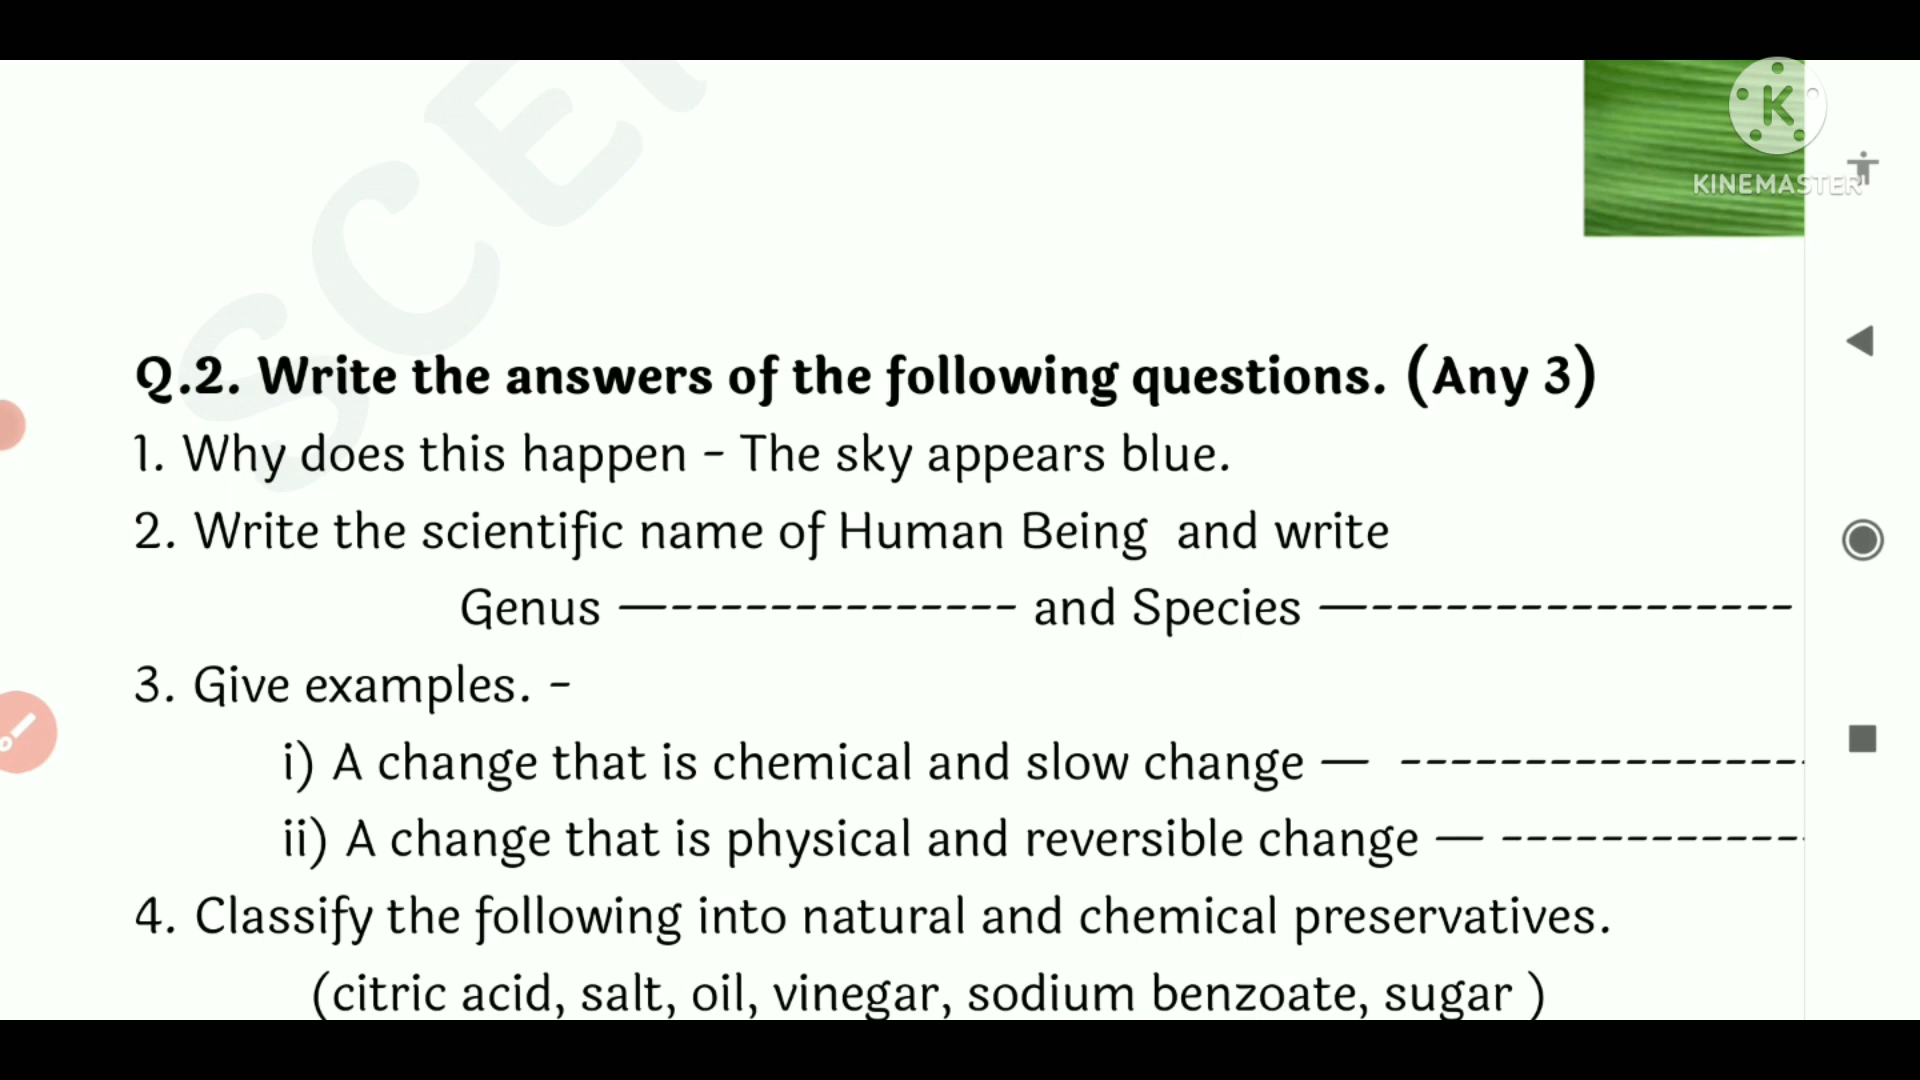 SCE
KINEMASTER
Q.2. Write the answers of the following questions. (Any 3)
1. Why does this happen - The sky appears blue.
2. Write the scientific name of Human Being and write
Genus —-------------- and Species —-----------------
3. Give examples. -
i) A change that is chemical and slow change — ----------------
ii) A change that is physical and reversible change — ------------
4. Classify the following into natural and chemical preservatives.
(citric acid, salt, oil, vinegar, sodium benzoate, sugar )